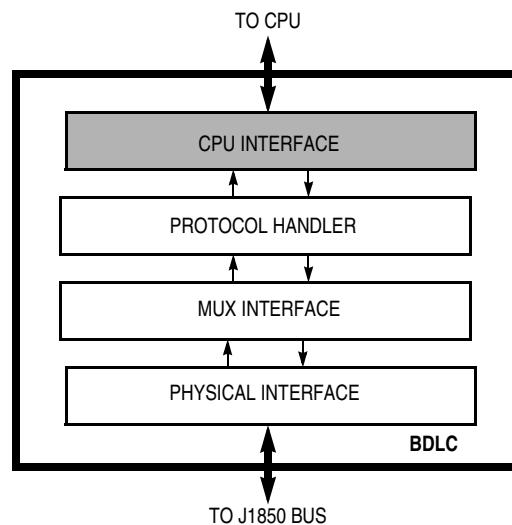 TO CPU
CPU INTERFACE
PROTOCOL HANDLER
MUX INTERFACE
PHYSICAL INTERFACE
BDLC
TO J1850 BUS